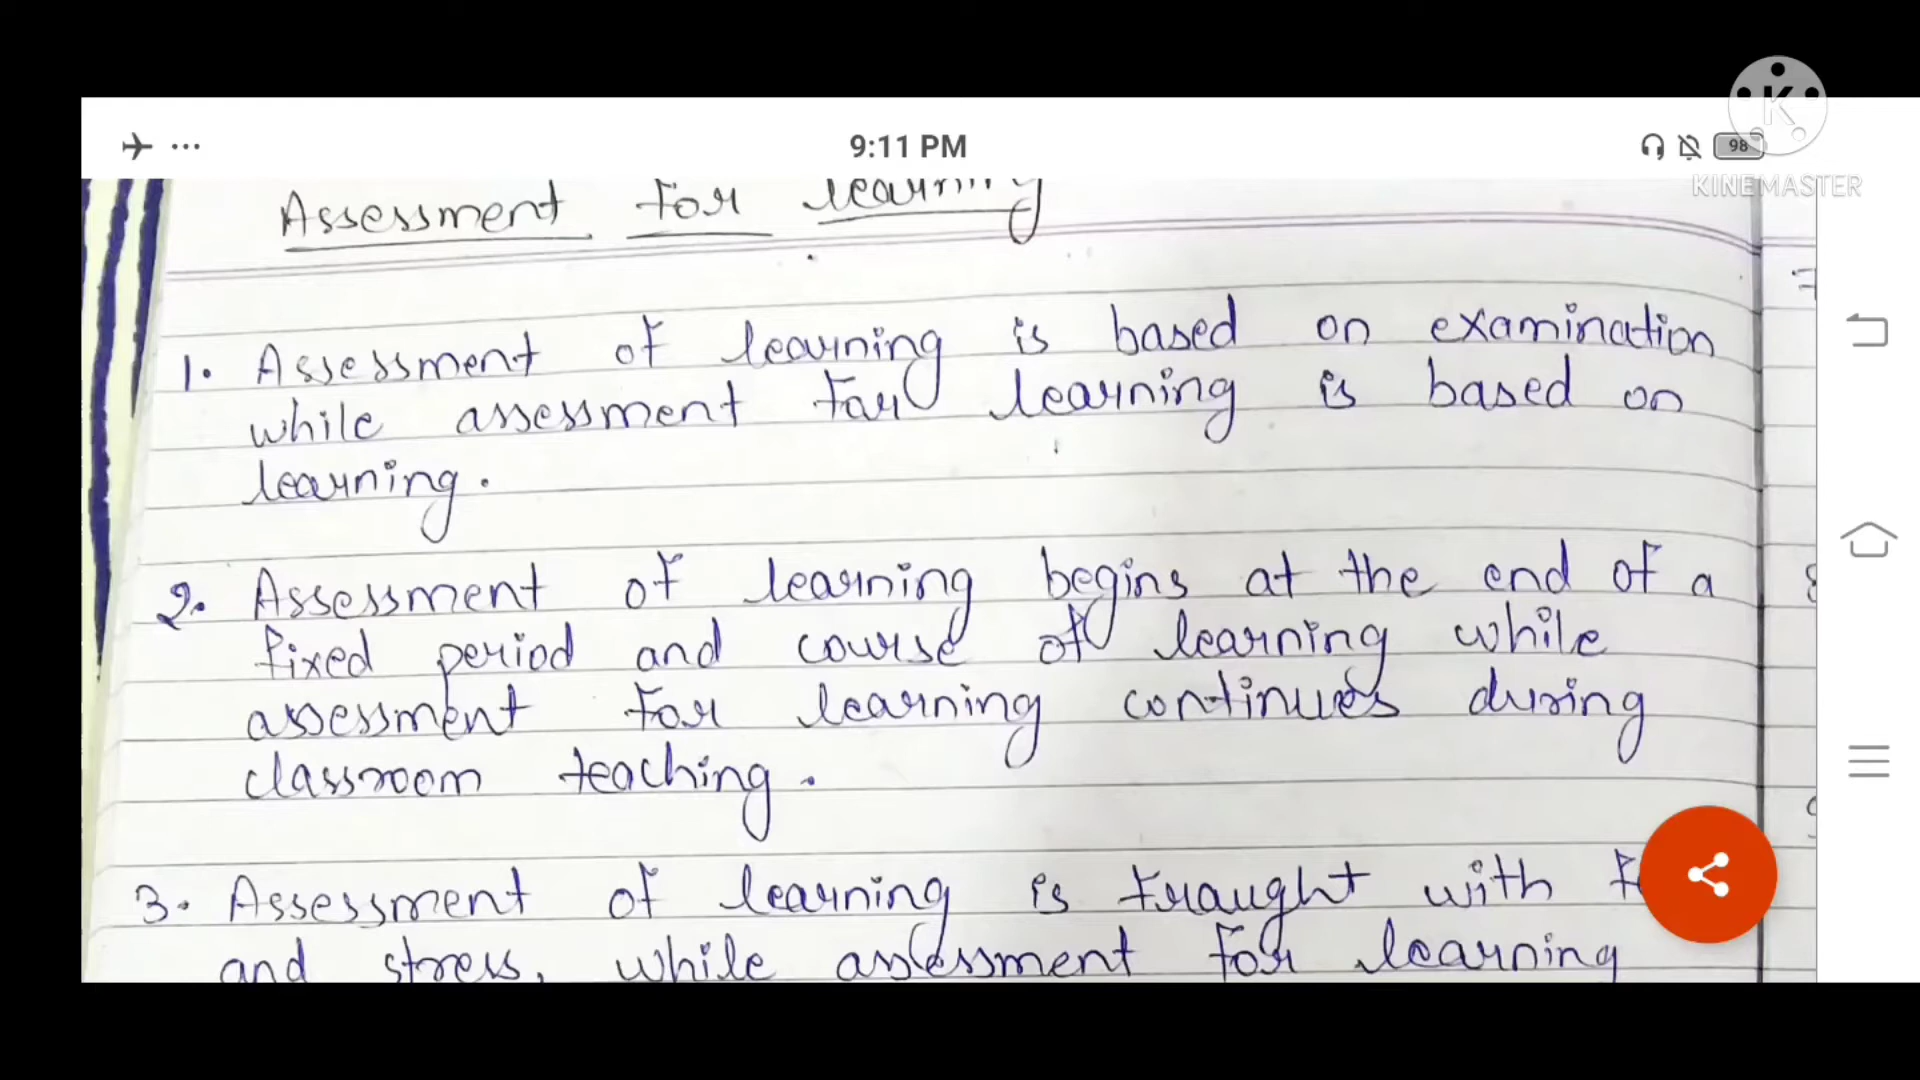 9:11 PM
98
KINEMASTER
Assessment for learning
1. Assessment of learning is based on examination
while assessment for learning is based on
learning.
2. Assessment of learning begins at the end of a
fixed period and course of learning while
assessment for learning continues during
classroom teaching.
3. Assessment of learning is fraught with
and stress, while assessment for learning